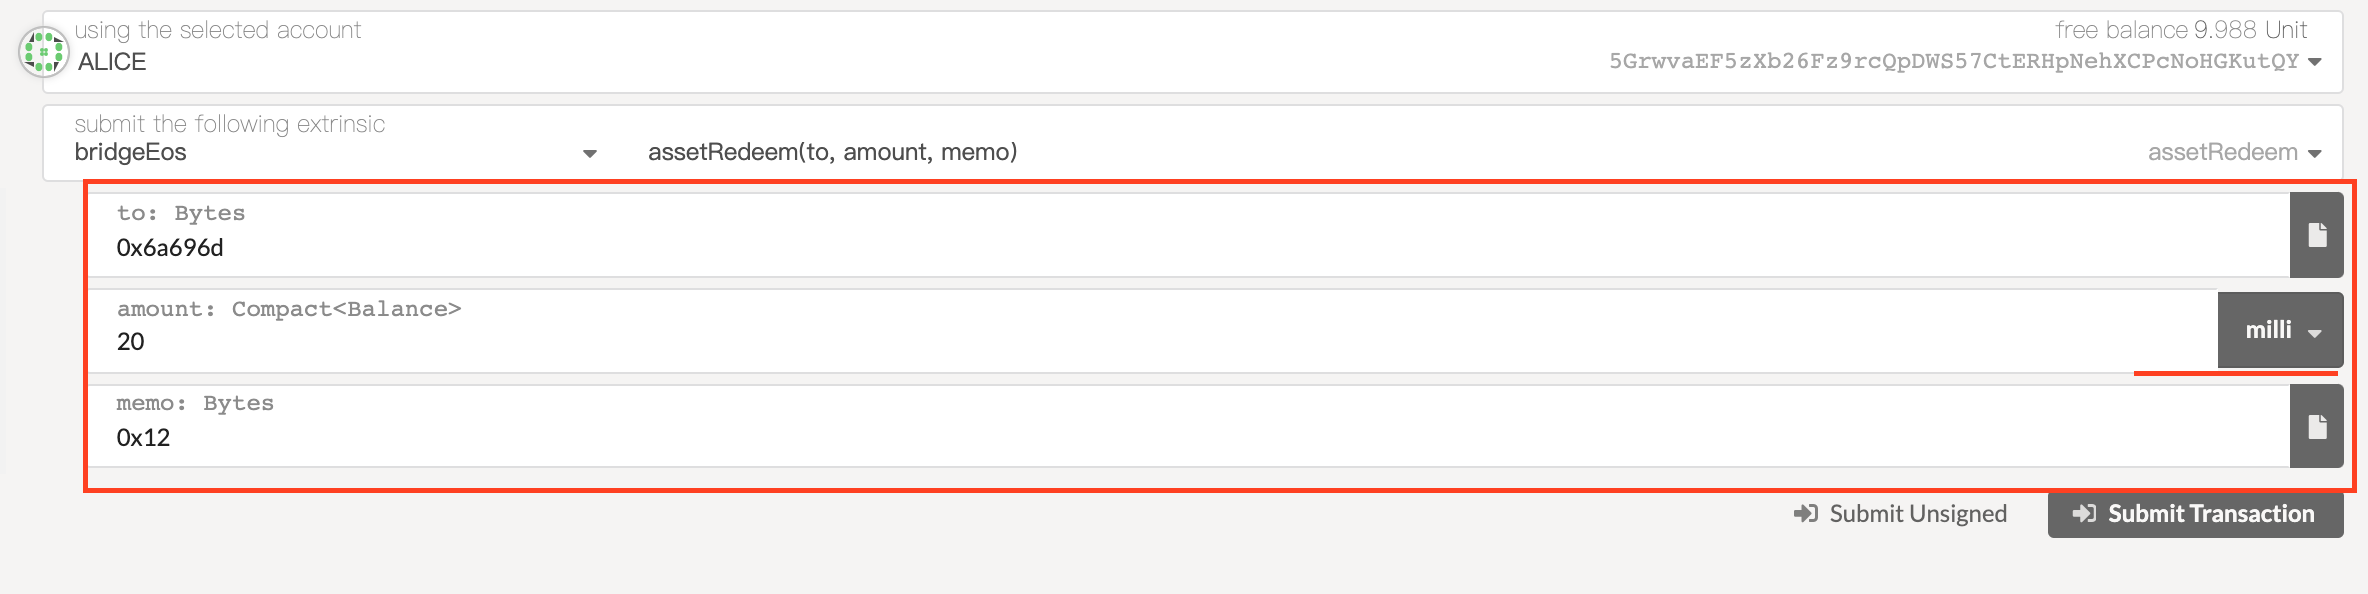 using the selected account
free balance 9.988 Unit
ALICE
5GrwvaEF5zXb26Fz9rcQpDWS57CtERHpNehXCPcNoHGKutQY
submit the following extrinsic
bridgeEos
assetRedeem(to, amount, memo)
assetRedeem
to: Bytes
0x6a696d
amount: Compact<Balance>
20
milli
memo: Bytes
0x12
Submit Unsigned
Submit Transaction